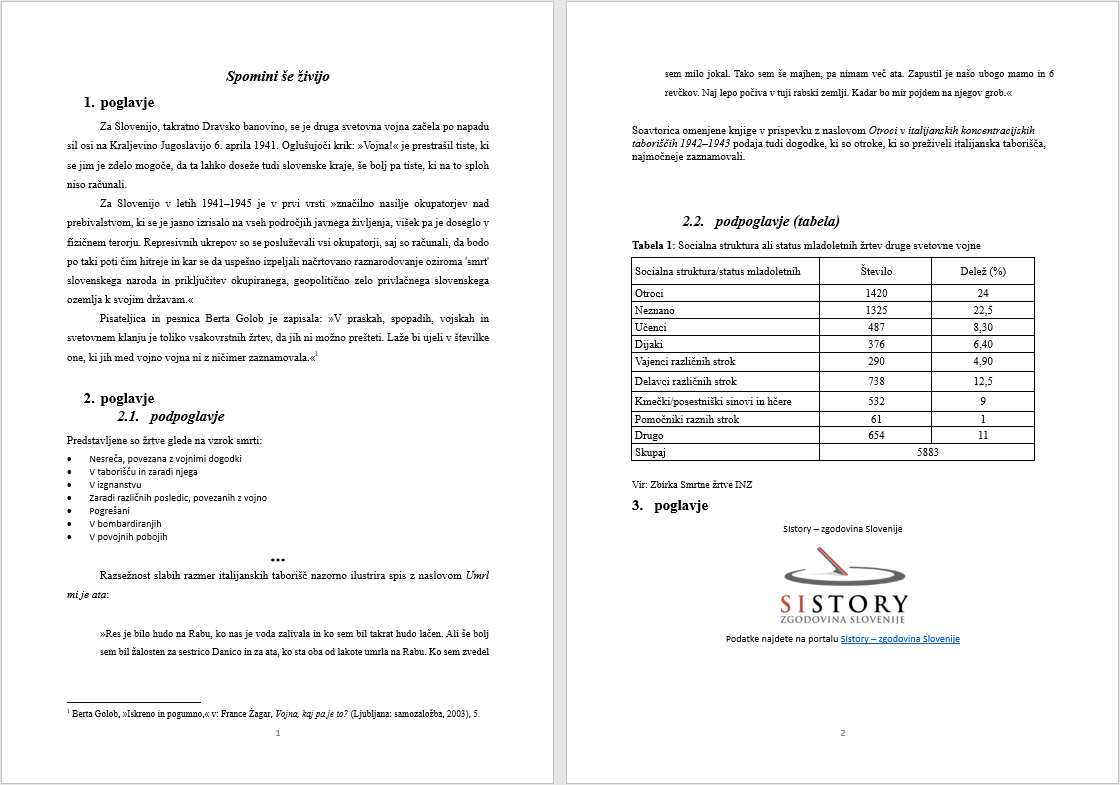 Spomini še živijo
1. poglavje
Za Slovenijo, takratno Dravsko banovino, se je druga svetovna vojna začela po napadu
sil osi na Kraljevino Jugoslavijo 6. aprila 1941. Oglušujoči krik: »Vojna!« je prestrašil tiste, ki
se jim je zdelo mogoče, da ta lahko doseže tudi slovenske kraje, še bolj pa tiste, ki na to sploh
niso računali.
Za Slovenijo v letih 1941–1945 je v prvi vrsti »značilno nasilje okupatorjev nad
prebivalstvom, ki se je jasno izrisalo na vseh področjih javnega življenja, višek pa je doseglo v
fizičnem terorju. Represivnih ukrepov so se posluževali vsi okupatorji, saj so računali, da bodo
po taki poti čim hitreje in kar se da uspešno izpeljali načrtovano raznarodovanje oziroma 'smrt'
slovenskega naroda in priključitev okupiranega, geopolitično zelo privlačnega slovenskega
ozemlja k svojim državam.«
Pisateljica in pesnica Berta Golob je zapisala: »V praskah, spopadih, vojskah in
svetovnem klanju je toliko vsakovrstnih žrtev, da jih ni možno prešteti. Laže bi ujeli v številke
one, ki jih med vojno vojna ni z ničimer zaznamovala.«1
2. poglavje
2.1. podpoglavje
Predstavljene so žrtve glede na vzrok smrti:
• Nesreča, povezana z vojnimi dogodki
• V taborišču in zaradi njega
• V izgnanstvu
• Zaradi različnih posledic, povezanih z vojno
• Pogrešani
• V bombardiranjih
• V povojnih pobojih
***
Razsežnost slabih razmer italijanskih taborišč nazorno ilustrira spis z naslovom Umrl
mi je ata:
»Res je bilo hudo na Rabu, ko nas je voda zalivala in ko sem bil takrat hudo lačen. Ali še bolj
sem bil žalosten za sestrico Danico in za ata, ko sta oba od lakote umrla na Rabu. Ko sem zvedel
1 Berta Golob, »Iskreno in pogumno,« v: France Žagar, Vojna, kaj pa je to? (Ljubljana: samozaložba, 2003), 5.
1
sem milo jokal. Tako sem še majhen, pa nimam več ata. Zapustil je našo ubogo mamo in 6
revčkov. Naj lepo počiva v tuji rabski zemlji. Kadar bo mir pojdem na njegov grob.«
Soavtorica omenjene knjige v prispevku z naslovom Otroci v italijanskih koncentracijskih
taboriščih 1942–1943 podaja tudi dogodke, ki so otroke, ki so preživeli italijanska taborišča,
najmočneje zaznamovali.
2.2. podpoglavje (tabela)
Tabela 1: Socialna struktura ali status mladoletnih žrtev druge svetovne vojne
Socialna struktura/status mladoletnih Število Delež (%)
Otroci 1420 24
Neznano 1325 22,5
Učenci 487 8,30
Dijaki 376 6,40
Vajenci različnih strok 290 4,90
Delavci različnih strok 738 12,5
Kmečki/posestniški sinovi in hčere 532 9
Pomočniki raznih strok 61 1
Drugo 654 11
Skupaj 5883
Vir: Zbirka Smrtne žrtve INZ
3. poglavje
SIstory – zgodovina Slovenije
SISTORY
ZGODOVINA SLOVENIJE
Podatke najdete na portalu SIstory – zgodovina Slovenije
2